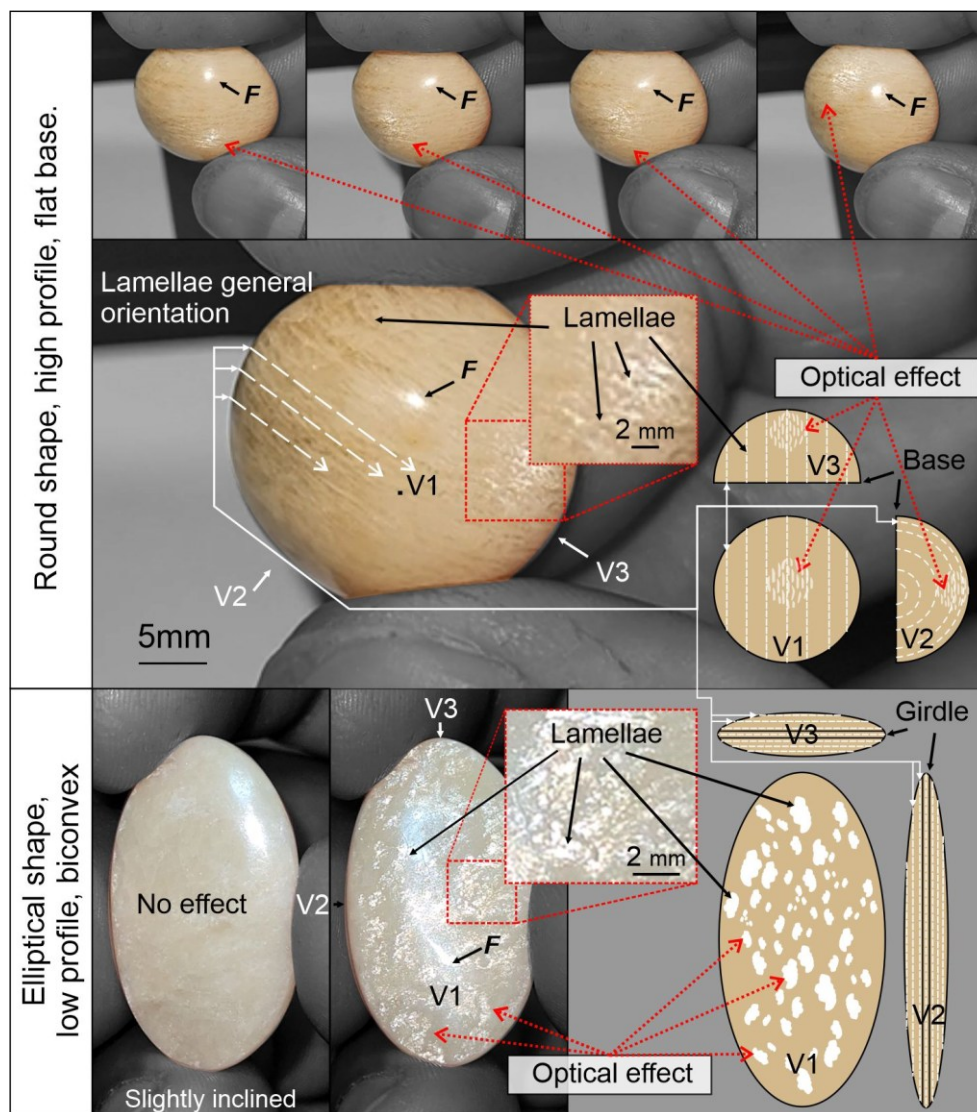 Round shape, high profile, flat base.
F
F
F
F
Lamellae general
orientation
Lamellae
F
2 mm
Optical effect
V3
Base
.V1
V3
V2
V1
V2
5mm
Elliptical shape,
low profile, biconvex
V3
Lamellae
Girdle
V3
2 mm
No effect
V2
F
V1
V2
V1
Optical effect
Slightly inclined